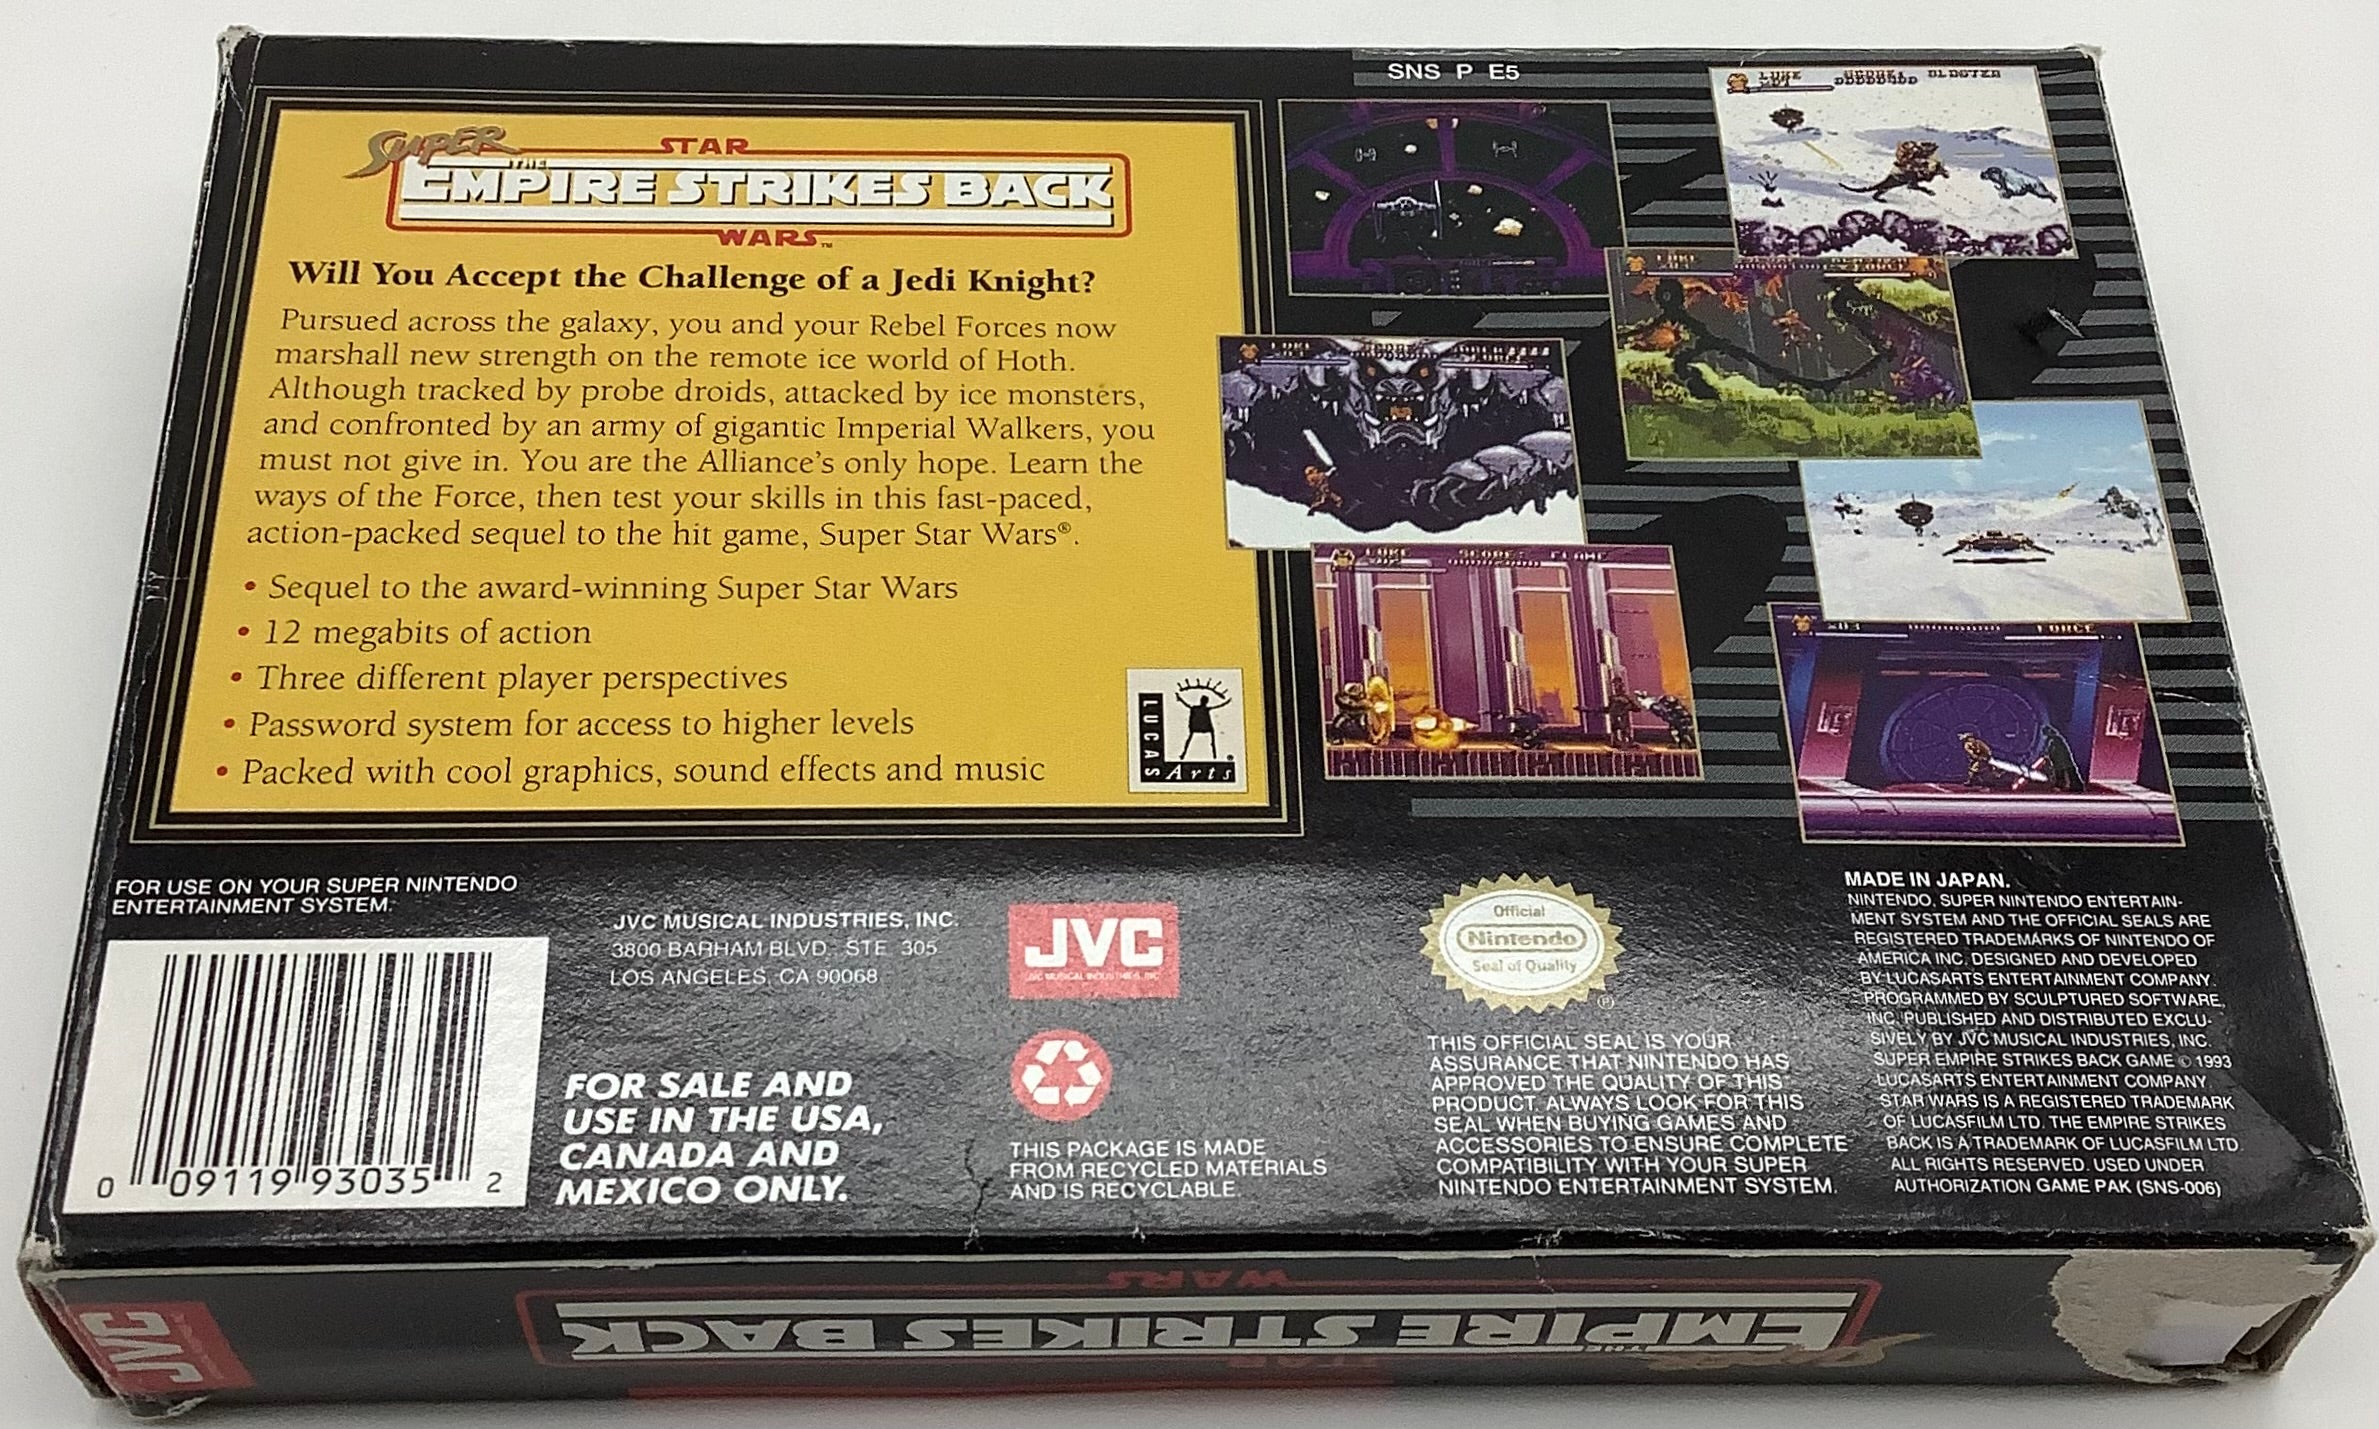 SNS P E5
SUPER
STAR
THE
EMPIRE STRIKES BACK
WARS™
Will You Accept the Challenge of a Jedi Knight?
Pursued across the galaxy, you and your Rebel Forces now
marshall new strength on the remote ice world of Hoth.
Although tracked by probe droids, attacked by ice monsters,
and confronted by an army of gigantic Imperial Walkers, you
must not give in. You are the Alliance's only hope. Learn the
ways of the Force, then test your skills in this fast-paced,
action-packed sequel to the hit game, Super Star Wars®.
• Sequel to the award-winning Super Star Wars
• 12 megabits of action
• Three different player perspectives
• Password system for access to higher levels
• Packed with cool graphics, sound effects and music
LUCAS
Arts
LUKE
BLASTER
LUKE
FORCE
LUKE
LUKE SCORE: FLAME
FORCE
FOR USE ON YOUR SUPER NINTENDO
ENTERTAINMENT SYSTEM.
0 09119 93035 2
JVC MUSICAL INDUSTRIES, INC.
3800 BARHAM BLVD. STE 305
LOS ANGELES, CA 90068
FOR SALE AND
USE IN THE USA,
CANADA AND
MEXICO ONLY.
JVC
JVC MUSICAL INDUSTRIES, INC.
THIS PACKAGE IS MADE
FROM RECYCLED MATERIALS
AND IS RECYCLABLE.
Official
Nintendo
Seal of Quality
THIS OFFICIAL SEAL IS YOUR
ASSURANCE THAT NINTENDO HAS
APPROVED THE QUALITY OF THIS
PRODUCT. ALWAYS LOOK FOR THIS
SEAL WHEN BUYING GAMES AND
ACCESSORIES TO ENSURE COMPLETE
COMPATIBILITY WITH YOUR SUPER
NINTENDO ENTERTAINMENT SYSTEM.
MADE IN JAPAN.
NINTENDO, SUPER NINTENDO ENTERTAIN-
MENT SYSTEM AND THE OFFICIAL SEALS ARE
REGISTERED TRADEMARKS OF NINTENDO OF
AMERICA INC. DESIGNED AND DEVELOPED
BY LUCASARTS ENTERTAINMENT COMPANY.
PROGRAMMED BY SCULPTURED SOFTWARE,
INC. PUBLISHED AND DISTRIBUTED EXCLU-
SIVELY BY JVC MUSICAL INDUSTRIES, INC.
SUPER EMPIRE STRIKES BACK GAME © 1993
LUCASARTS ENTERTAINMENT COMPANY.
STAR WARS IS A REGISTERED TRADEMARK
OF LUCASFILM LTD. THE EMPIRE STRIKES
BACK IS A TRADEMARK OF LUCASFILM LTD.
ALL RIGHTS RESERVED. USED UNDER
AUTHORIZATION GAME PAK (SNS-006)
JVC
WARS
THE
EMPIRE STRIKES BACK